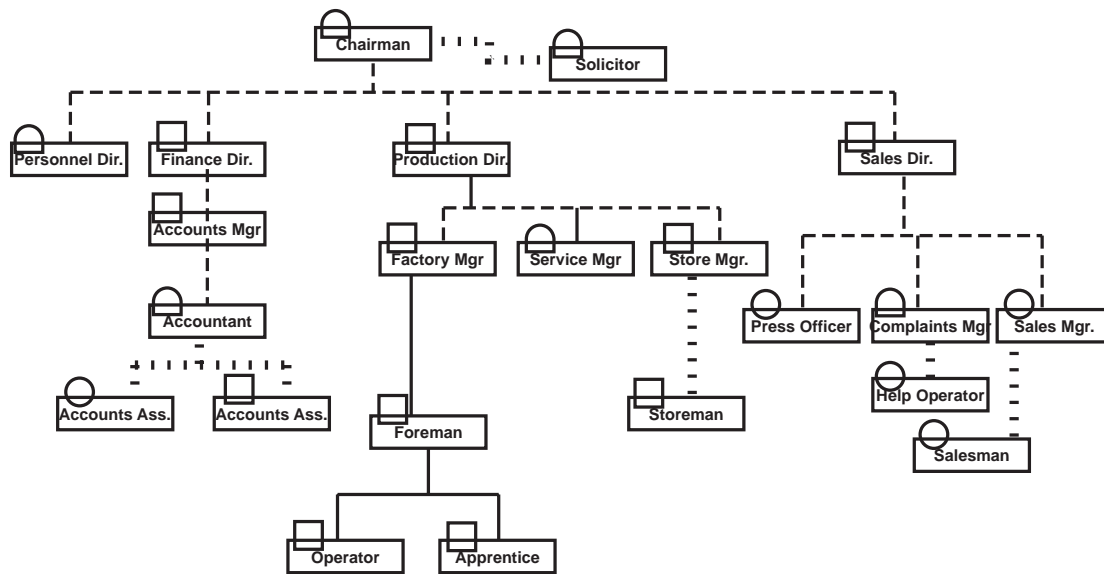 Chairman
Solicitor
Personnel Dir.
Finance Dir.
Production Dir.
Sales Dir.
Accounts Mgr
Factory Mgr
Service Mgr
Store Mgr.
Accountant
Press Officer
Complaints Mgr
Sales Mgr.
Accounts Ass.
Accounts Ass.
Storeman
Help Operator
Foreman
Salesman
Operator
Apprentice